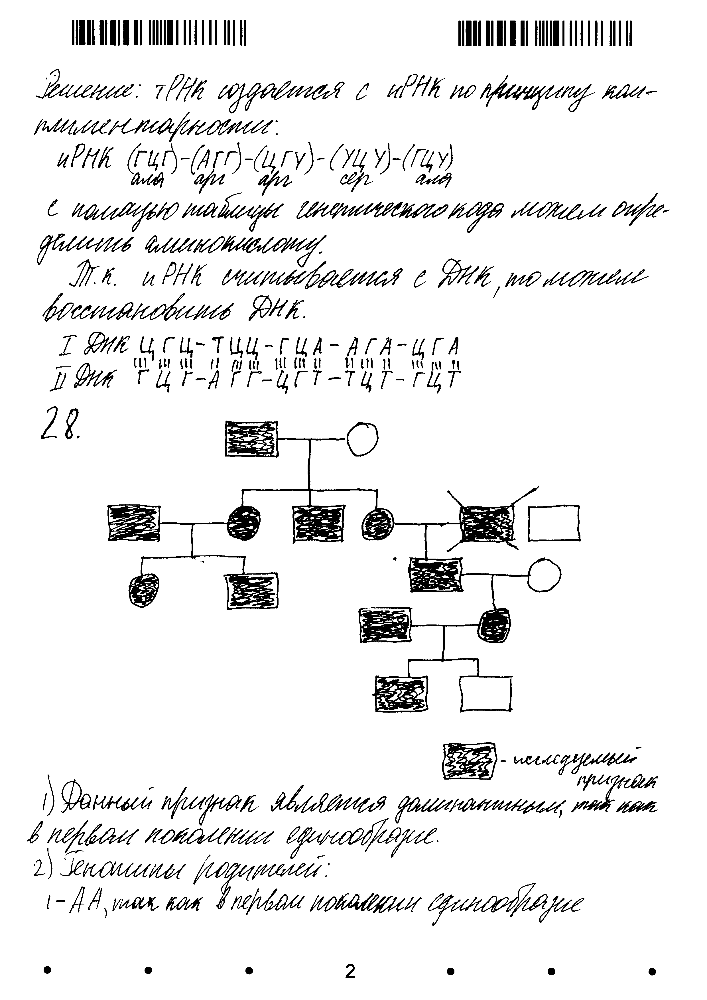 Решение: тРНК создается с иРНК по принципу ком-
плиментарности:
иРНК (ГЦГ)-(АГГ)-(ЦГУ)-(УЦУ)-(ГЦУ)
ала арг арг сер ала
с помощью таблицы генетического кода можем опре-
делить аминокислоту.
Т.к. иРНК считывается с ДНК, то можем
восстановить ДНК.
I ДНК ЦГЦ-ТЦЦ-ГЦА-АГА-ЦГА
II ДНК ГЦГ-АГГ-ЦГТ-ТЦТ-ГЦТ
28.
- исследуемый
признак
1) Данный признак является доминантным, так как
в первом поколении единообразие.
2) Генотипы родителей:
1-АА, так как в первом поколении единообразие
2